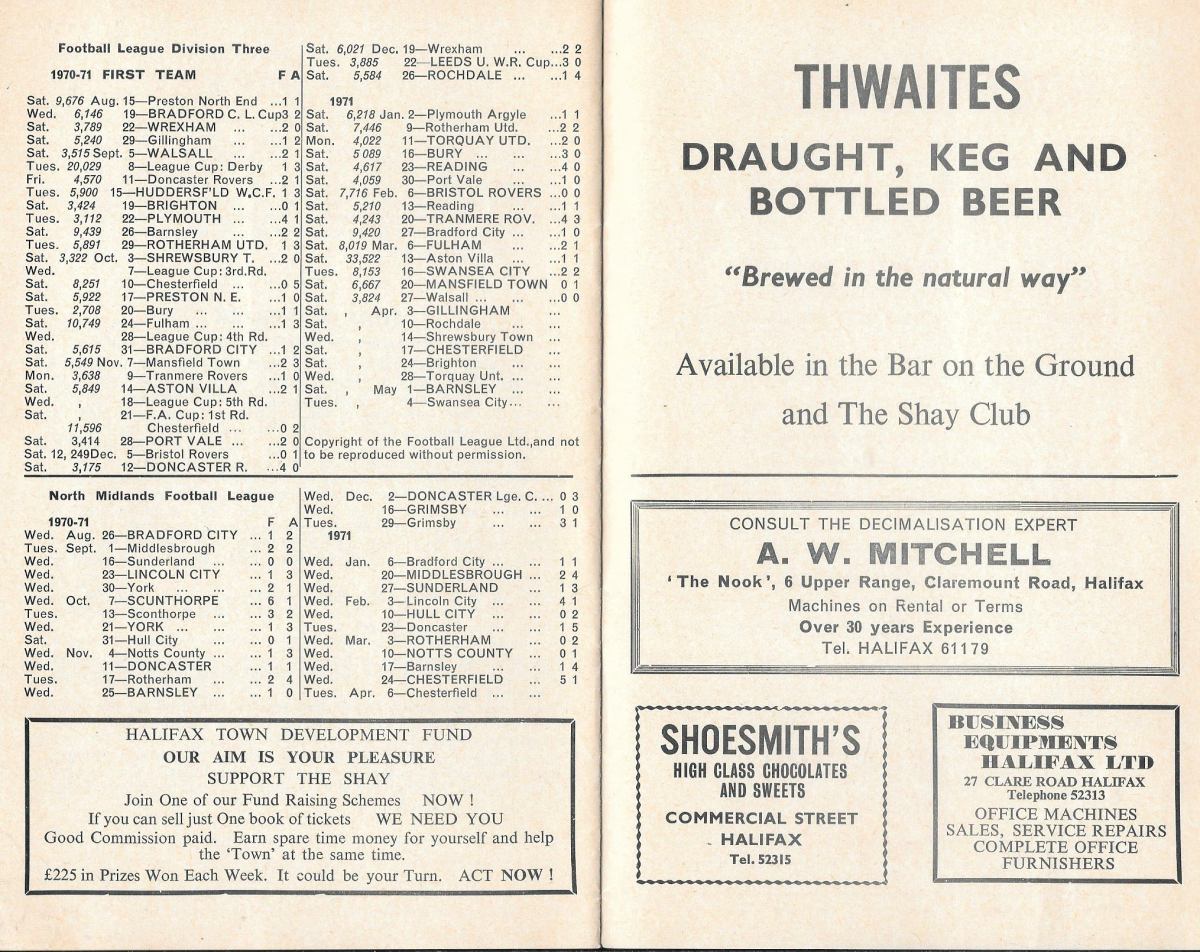 Football League Division Three
1970-71 FIRST TEAM F A
Sat. 9,676 Aug. 15—Preston North End ...1 1
Wed. 6,146 19—BRADFORD C. L. Cup3 2
Sat. 3,789 22—WREXHAM ... ...2 0
Sat. 5,240 29—Gillingham ... ...1 2
Sat. 3,515 Sept. 5—WALSALL ... ...2 1
Tues. 20,029 8—League Cup: Derby 1 3
Fri. 4,570 11—Doncaster Rovers ...2 1
Tues. 5,900 15—HUDDERSF'LD W.C.F. 1 3
Sat. 3,424 19—BRIGHTON ...0 1
Tues. 3,112 22—PLYMOUTH ...4 1
Sat. 9,439 26—Barnsley ... ...2 2
Tues. 5,891 29—ROTHERHAM UTD. 1 3
Sat. 3,322 Oct. 3—SHREWSBURY T. ...2 0
Wed. 7—League Cup: 3rd.Rd.
Sat. 8,251 10—Chesterfield ...0 5
Sat. 5,922 17—PRESTON N. E. ...1 0
Tues. 2,708 20—Bury ... ... ...1 1
Sat. 10,749 24—Fulham ... ... ...1 3
Wed. 28—League Cup: 4th Rd.
Sat. 5,615 31—BRADFORD CITY ...1 2
Sat. 5,549 Nov. 7—Mansfield Town ...2 3
Mon. 3,638 9—Tranmere Rovers ...1 0
Sat. 5,849 14—ASTON VILLA ...2 1
Wed. , 18—League Cup: 5th Rd.
Sat. , 21—F.A. Cup: 1st Rd.
11,596 Chesterfield ... ...0 2
Sat. 3,414 28—PORT VALE ... ...2 0
Sat. 12, 249Dec. 5—Bristol Rovers ...0 1
Sat. 3,175 12—DONCASTER R. ...4 0
Sat. 6,021 Dec. 19—Wrexham ... ...2 2
Tues. 3,885 22—LEEDS U. W.R. Cup...3 0
Sat. 5,584 26—ROCHDALE ... ...1 4
1971
Sat. 6,218 Jan. 2—Plymouth Argyle ...1 1
Sat. 7,446 9—Rotherham Utd. ...2 2
Mon. 4,022 11—TORQUAY UTD. ...2 0
Sat. 5 089 16—BURY ... ... ...3 0
Sat. 4,617 23—READING ... ...4 0
Sat. 4,059 30—Port Vale ... ...1 0
Sat. 7,716 Feb. 6—BRISTOL ROVERS ...0 0
Sat. 5,210 13—Reading ... ...1 1
Sat. 4,243 20—TRANMERE ROV. ...4 3
Sat. 9,420 27—Bradford City ... ...1 0
Sat. 8,019 Mar. 6—FULHAM ... ...2 1
Sat. 33,522 13—Aston Villa ... ...1 1
Tues. 8,153 16—SWANSEA CITY ...2 2
Sat. 6,667 20—MANSFIELD TOWN 0 1
Sat. 3,824 27—Walsall ... ... ...0 0
Sat. , Apr. 3—GILLINGHAM ...
Sat. , 10—Rochdale ... ...
Wed. , 14—Shrewsbury Town ...
Sat. , 17—CHESTERFIELD ...
Sat. , 24—Brighton ... ...
Wed. , 28—Torquay Unt. ... ...
Sat. , May 1—BARNSLEY ... ...
Tues. , 4—Swansea City... ...
Copyright of the Football League Ltd.,and not
to be reproduced without permission.
North Midlands Football League
1970-71 F A
Wed. Aug. 26—BRADFORD CITY ... 1 2
Tues. Sept. 1—Middlesbrough ... 2 2
Wed. 16—Sunderland ... ... 0 0
Wed. 23—LINCOLN CITY ... 1 3
Wed. 30—York ... ... ... 2 1
Wed. Oct. 7—SCUNTHORPE ... 6 1
Tues. 13—Sconthorpe ... ... 3 2
Wed. 21—YORK ... ... ... 1 3
Sat. 31—Hull City ... ... 0 1
Wed. Nov. 4—Notts County ... ... 1 3
Wed. 11—DONCASTER ... 1 1
Tues. 17—Rotherham ... ... 2 4
Wed. 25—BARNSLEY ... ... 1 0
Wed. Dec. 2—DONCASTER Lge. C. ... 0 3
Wed. 16—GRIMSBY ... ... 1 0
Tues. 29—Grimsby ... ... 3 1
1971
Wed. Jan. 6—Bradford City ... ... 1 1
Wed. 20—MIDDLESBROUGH ... 2 4
Wed. 27—SUNDERLAND ... 1 3
Wed. Feb. 3—Lincoln City ... ... 4 1
Wed. 10—HULL CITY ... ... 0 2
Tues. 23—Doncaster ... ... 1 5
Wed. Mar. 3—ROTHERHAM ... 0 2
Wed. 10—NOTTS COUNTY ... 0 1
Wed. 17—Barnsley ... ... 1 4
Wed. 24—CHESTERFIELD ... 5 1
Tues. Apr. 6—Chesterfield ... ...
HALIFAX TOWN DEVELOPMENT FUND
OUR AIM IS YOUR PLEASURE
SUPPORT THE SHAY
Join One of our Fund Raising Schemes NOW !
If you can sell just One book of tickets WE NEED YOU
Good Commission paid. Earn spare time money for yourself and help
the 'Town' at the same time.
£225 in Prizes Won Each Week. It could be your Turn. ACT NOW !
THWAITES
DRAUGHT, KEG AND
BOTTLED BEER
"Brewed in the natural way"
Available in the Bar on the Ground
and The Shay Club
CONSULT THE DECIMALISATION EXPERT
A. W. MITCHELL
'The Nook', 6 Upper Range, Claremount Road, Halifax
Machines on Rental or Terms
Over 30 years Experience
Tel. HALIFAX 61179
SHOESMITH'S
HIGH CLASS CHOCOLATES
AND SWEETS
COMMERCIAL STREET
HALIFAX
Tel. 52315
BUSINESS
EQUIPMENTS
HALIFAX LTD
27 CLARE ROAD HALIFAX
Telephone 52313
OFFICE MACHINES
SALES, SERVICE REPAIRS
COMPLETE OFFICE
FURNISHERS